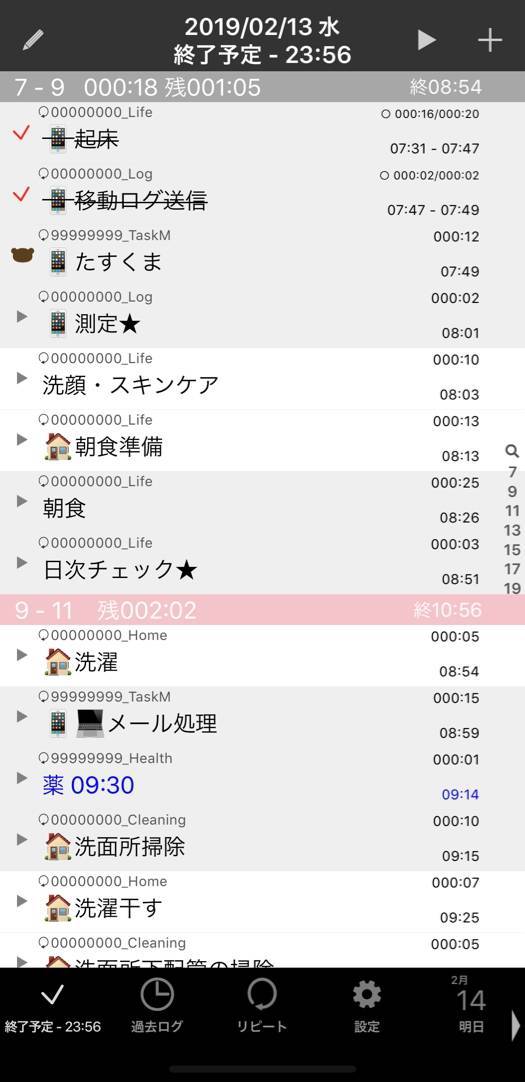 2019/02/13 水
終了予定 - 23:56
7 - 9 000:18 残001:05 終08:54
00000000_Life 000:16/000:20
起床 07:31 - 07:47
00000000_Log 000:02/000:02
移動ログ送信 07:47 - 07:49
99999999_TaskM 000:12
たすくま 07:49
00000000_Log 000:02
測定★ 08:01
00000000_Life 000:10
洗顔・スキンケア 08:03
00000000_Life 000:13
朝食準備 08:13
00000000_Life 000:25
朝食 08:26
00000000_Life 000:03
日次チェック★ 08:51
7
9
11
13
15
17
19
9 - 11 残002:02 終10:56
00000000_Home 000:05
洗濯 08:54
99999999_TaskM 000:15
メール処理 08:59
99999999_Health 000:01
薬 09:30 09:14
00000000_Cleaning 000:10
洗面所掃除 09:15
00000000_Home 000:07
洗濯干す 09:25
00000000_Cleaning 000:05
洗面所下配管の掃除
終了予定 - 23:56
過去ログ
リピート
設定
2月
14
明日